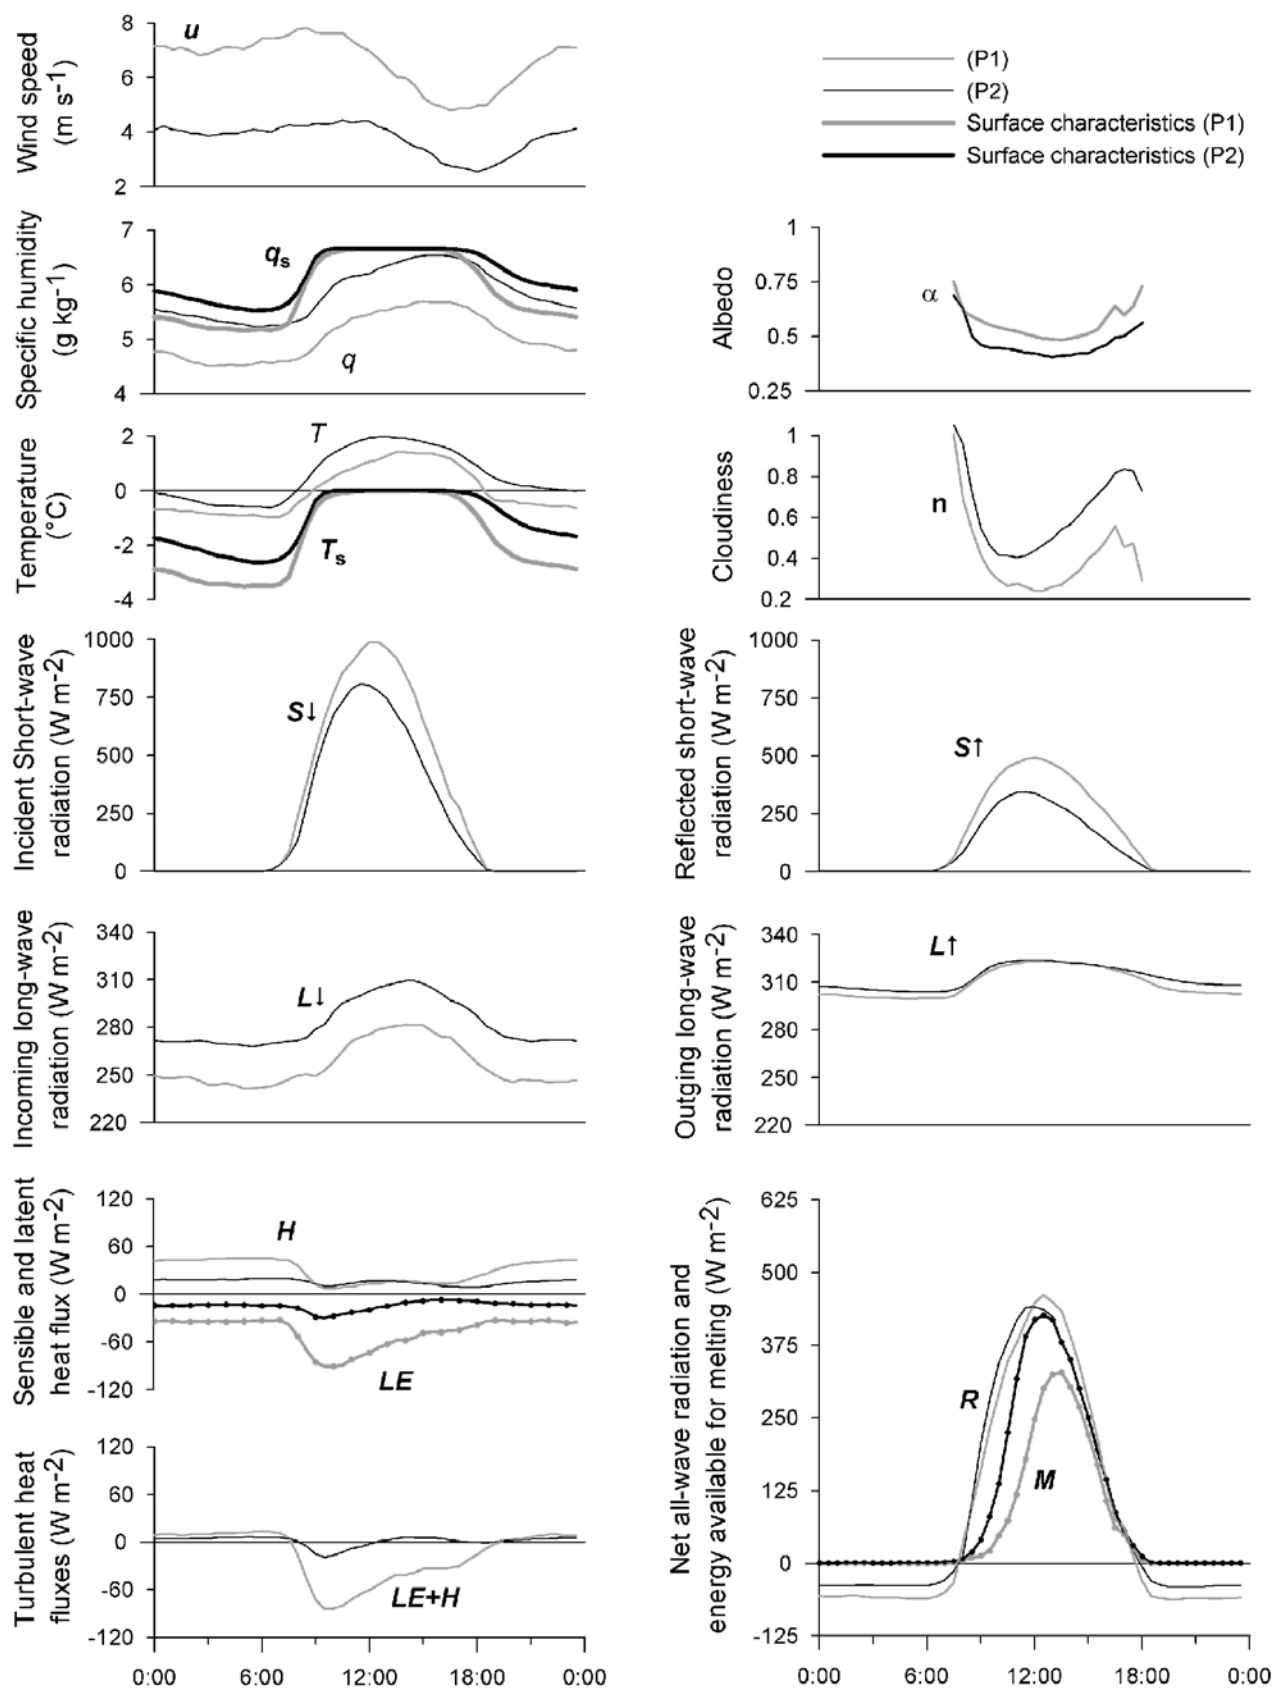 Wind speed
(m s⁻¹)
8
6
4
2
u
(P1)
(P2)
Surface characteristics (P1)
Surface characteristics (P2)
Specific humidity
(g kg⁻¹)
7
6
5
4
qs
q
Albedo
1
0.75
0.5
0.25
α
Temperature
(°C)
2
0
-2
-4
T
Ts
Cloudiness
1
0.8
0.6
0.4
0.2
n
Incident Short-wave
radiation (W m-2)
1000
750
500
250
0
S↓
Reflected short-wave
radiation (W m-2)
1000
750
500
250
0
S↑
Incoming long-wave
radiation (W m-2)
340
310
280
250
220
L↓
Outging long-wave
radiation (W m-2)
340
310
280
250
220
L↑
Sensible and latent
heat flux (W m-2)
120
60
0
-60
-120
H
LE
Turbulent heat
fluxes (W m-2)
120
60
0
-60
-120
LE+H
0:00 6:00 12:00 18:00 0:00
Net all-wave radiation and
energy available for melting (W m-2)
625
500
375
250
125
0
-125
R
M
0:00 6:00 12:00 18:00 0:00